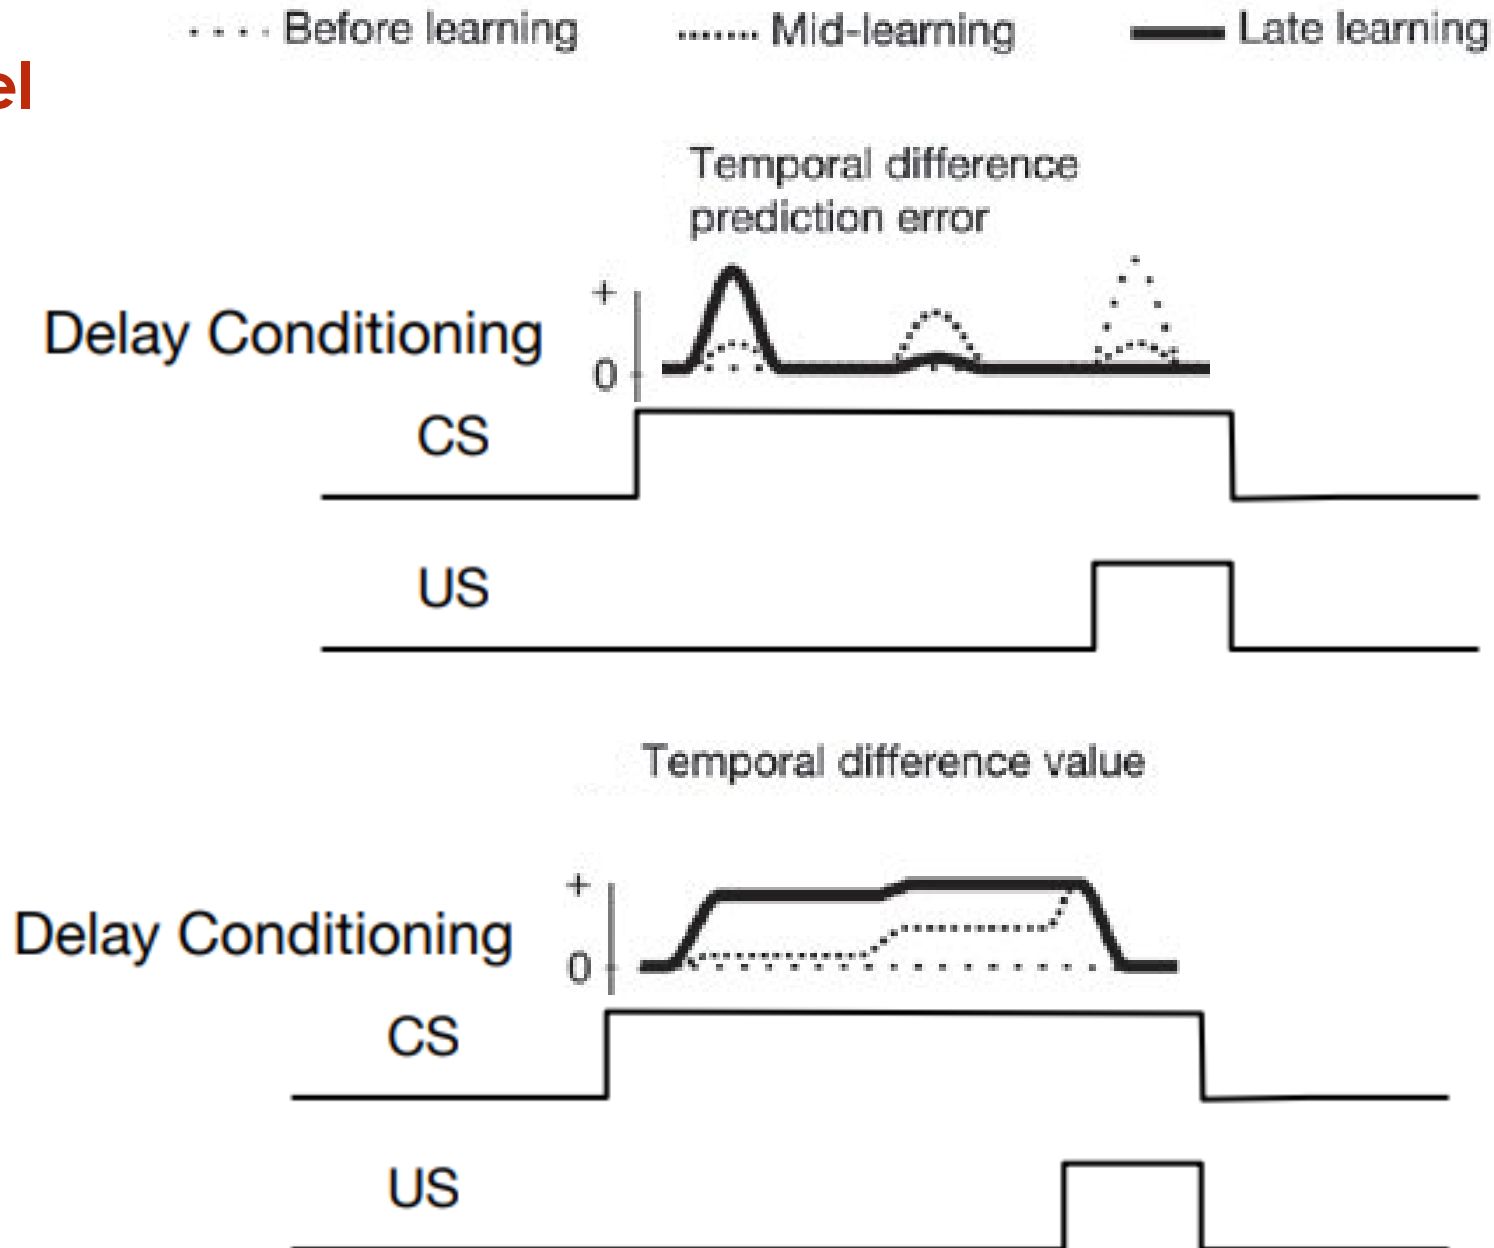 Before learning
Mid-learning
Late learning
el
Temporal difference
prediction error
+
Delay Conditioning
0
CS
US
Temporal difference value
+
Delay Conditioning
0
CS
US